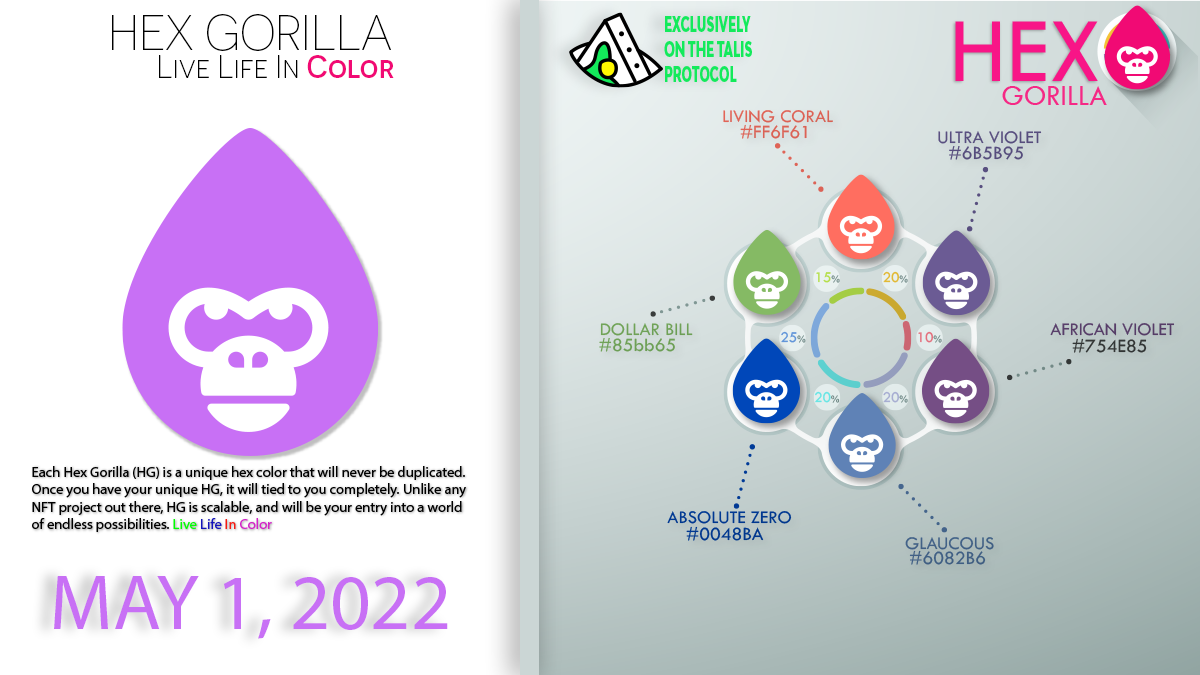 HEX GORILLA
LIVE LIFE IN COLOR
Each Hex Gorilla (HG) is a unique hex color that will never be duplicated.
Once you have your unique HG, it will tied to you completely. Unlike any
NFT project out there, HG is scalable, and will be your entry into a world
of endless possibilities. Live Life In Color
MAY 1, 2022
EXCLUSIVELY
ON THE TALIS
PROTOCOL
HEX
GORILLA
LIVING CORAL
#FF6F61
ULTRA VIOLET
#6B5B95
15%
20%
DOLLAR BILL
#85bb65
25%
10%
AFRICAN VIOLET
#754E85
20%
20%
ABSOLUTE ZERO
#0048BA
GLAUCOUS
#6082B6